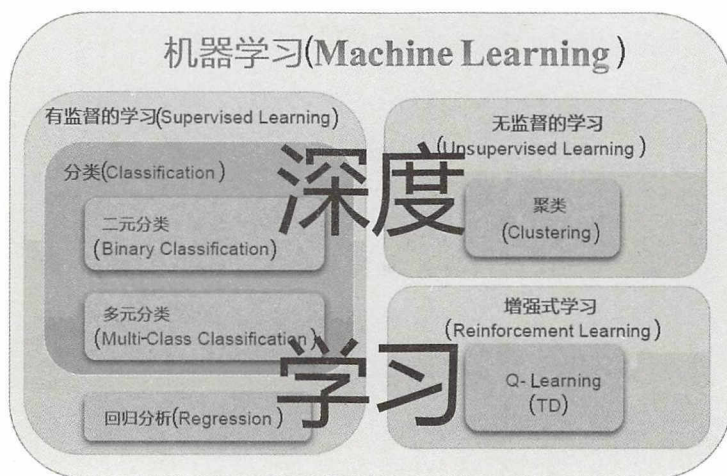 机器学习(Machine Learning)
有监督的学习(Supervised Learning)
分类(Classification)
二元分类
(Binary Classification)
多元分类
(Multi-Class Classification)
回归分析(Regression)
无监督的学习
(Unsupervised Learning)
聚类
(Clustering)
增强式学习
(Reinforcement Learning)
Q- Learning
(TD)
深度
学习